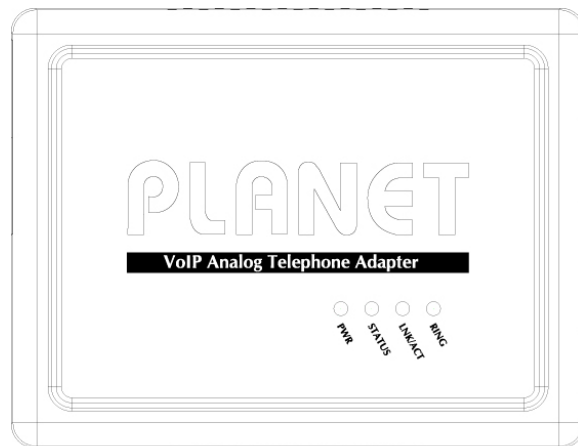 PLANET
VoIP Analog Telephone Adapter
PWR STATUS LNK/ACT RING